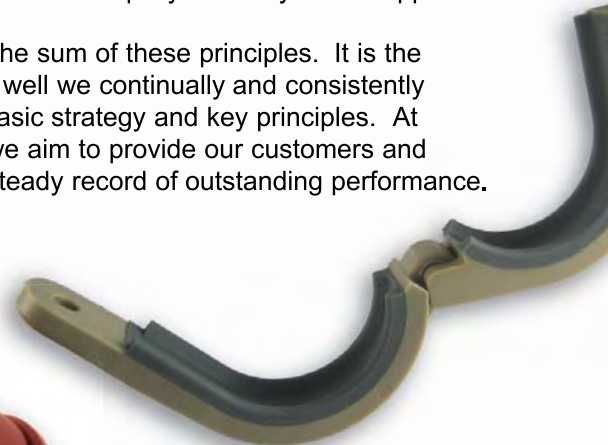 he sum of these principles.  It is the
well we continually and consistently
asic strategy and key principles.  At
ve aim to provide our customers and
teady record of outstanding performance.